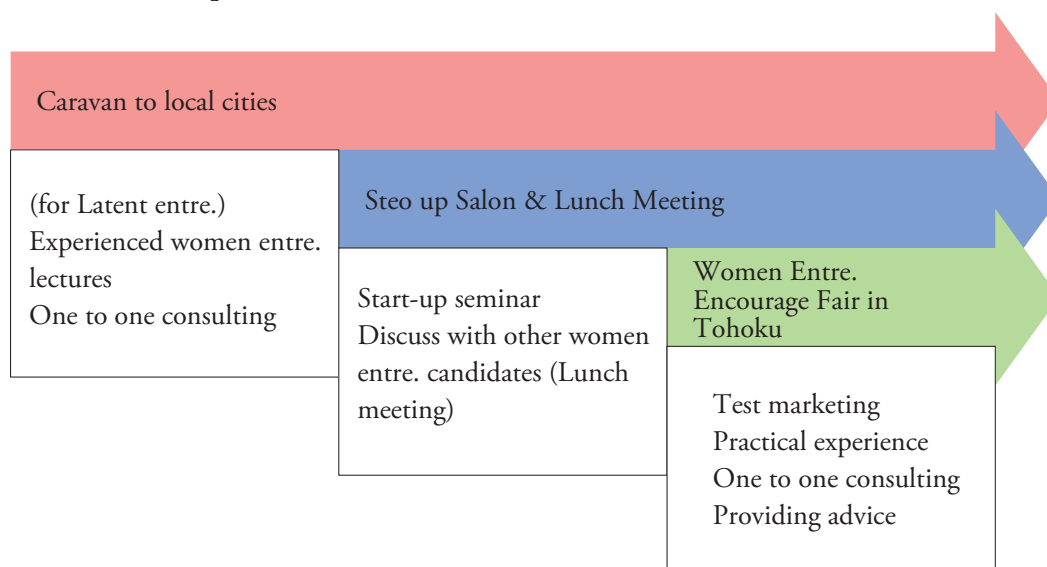 Caravan to local cities
(for Latent entre.)
Experienced women entre.
lectures
One to one consulting
Steo up Salon & Lunch Meeting
Start-up seminar
Discuss with other women
entre. candidates (Lunch
meeting)
Women Entre.
Encourage Fair in
Tohoku
Test marketing
Practical experience
One to one consulting
Providing advice